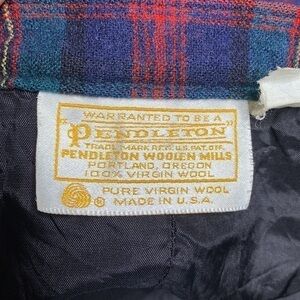 WARRANTED TO BE A
"PENDLETON"
TRADE MARK REG. U.S. PAT. OFF.
PENDLETON WOOLEN MILLS
PORTLAND, OREGON
100% VIRGIN WOOL
PURE VIRGIN WOOL
MADE IN U.S.A.